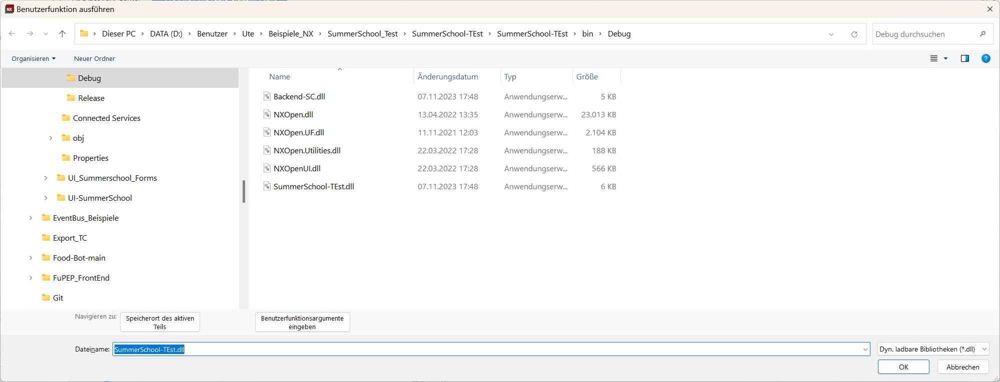 NX Benutzerfunktion ausführen
Dieser PC DATA (D:) Benutzer Ute Beispiele_NX SummerSchool_Test SummerSchool-TEst SummerSchool-TEst bin Debug
Debug durchsuchen
Organisieren Neuer Ordner
?
Debug
Release
Connected Services
obj
Properties
UI_Summerschool_Forms
UI-SummerSchool
EventBus_Beispiele
Export_TC
Food-Bot-main
FuPEP_FrontEnd
Git
Name Änderungsdatum Typ Größe
Backend-SC.dll 07.11.2023 17:48 Anwendungserw... 5 KB
NXOpen.dll 13.04.2022 13:35 Anwendungserw... 23.013 KB
NXOpen.UF.dll 11.11.2021 12:03 Anwendungserw... 2.104 KB
NXOpen.Utilities.dll 22.03.2022 17:28 Anwendungserw... 188 KB
NXOpenUI.dll 22.03.2022 17:28 Anwendungserw... 566 KB
SummerSchool-TEst.dll 07.11.2023 17:48 Anwendungserw... 6 KB
Navigieren zu:
Speicherort des aktiven
Teils
Benutzerfunktionsargumente
eingeben
Dateiname: SummerSchool-TEst.dll
Dyn. ladbare Bibliotheken (*.dll)
OK Abbrechen